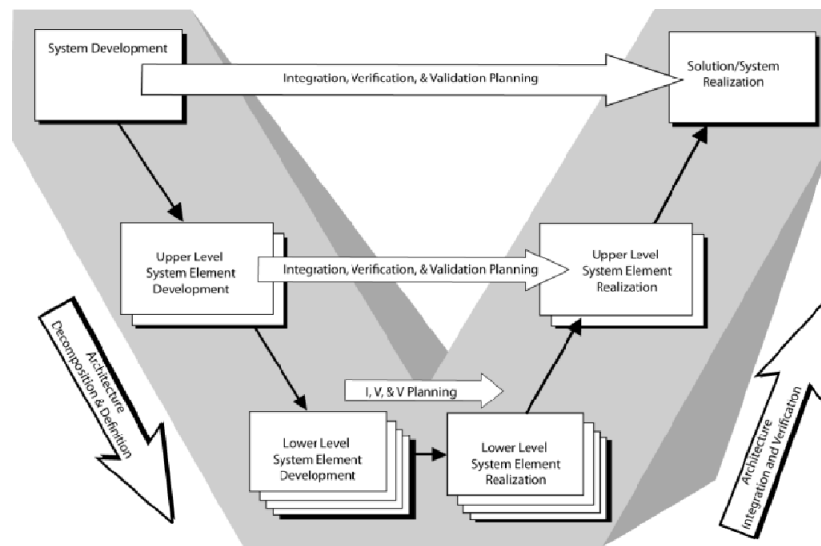 System Development
Integration, Verification, & Validation Planning
Solution/System
Realization
Upper Level
System Element
Development
Integration, Verification, & Validation Planning
Upper Level
System Element
Realization
Architecture
Decomposition & Definition
I, V, & V Planning
Lower Level
System Element
Development
Lower Level
System Element
Realization
Architecture
Integration and Verification